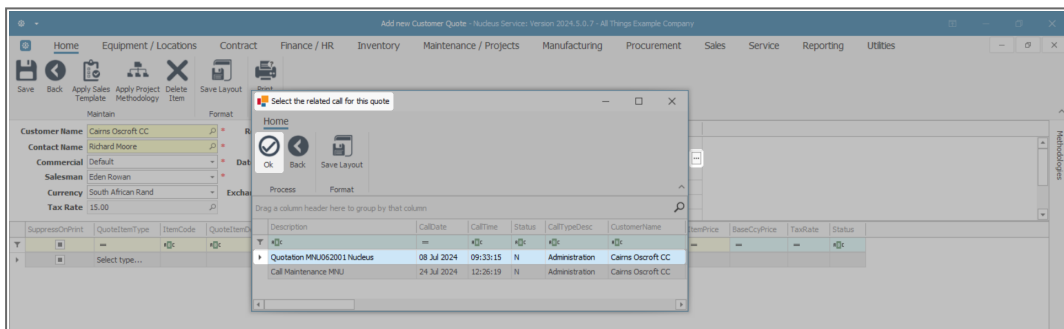 Add new Customer Quote - Nucleus Service: Version 2024.5.0.7 - All Things Example Company
Home Equipment / Locations Contract Finance / HR Inventory Maintenance / Projects Manufacturing Procurement Sales Service Reporting Utilities
Save Back Apply Sales Template Apply Project Methodology Delete Item Save Layout Print
Maintain Format
Select the related call for this quote
Home
Ok Back Save Layout
Process Format
Customer Name Cairns Oscroft CC
Contact Name Richard Moore
Commercial Default
Salesman Eden Rowan
Currency South African Rand
Tax Rate 15.00
Methodologies
Drag a column header here to group by that column
Description CallDate CallTime Status CallTypeDesc CustomerName
Quotation MNU062001 Nucleus 08 Jul 2024 09:33:15 N Administration Cairns Oscroft CC
Call Maintenance MNU 24 Jul 2024 12:26:19 N Administration Cairns Oscroft CC
SuppressOnPrint QuoteItemType ItemCode BaseCcyPrice TaxRate Status
Select type...